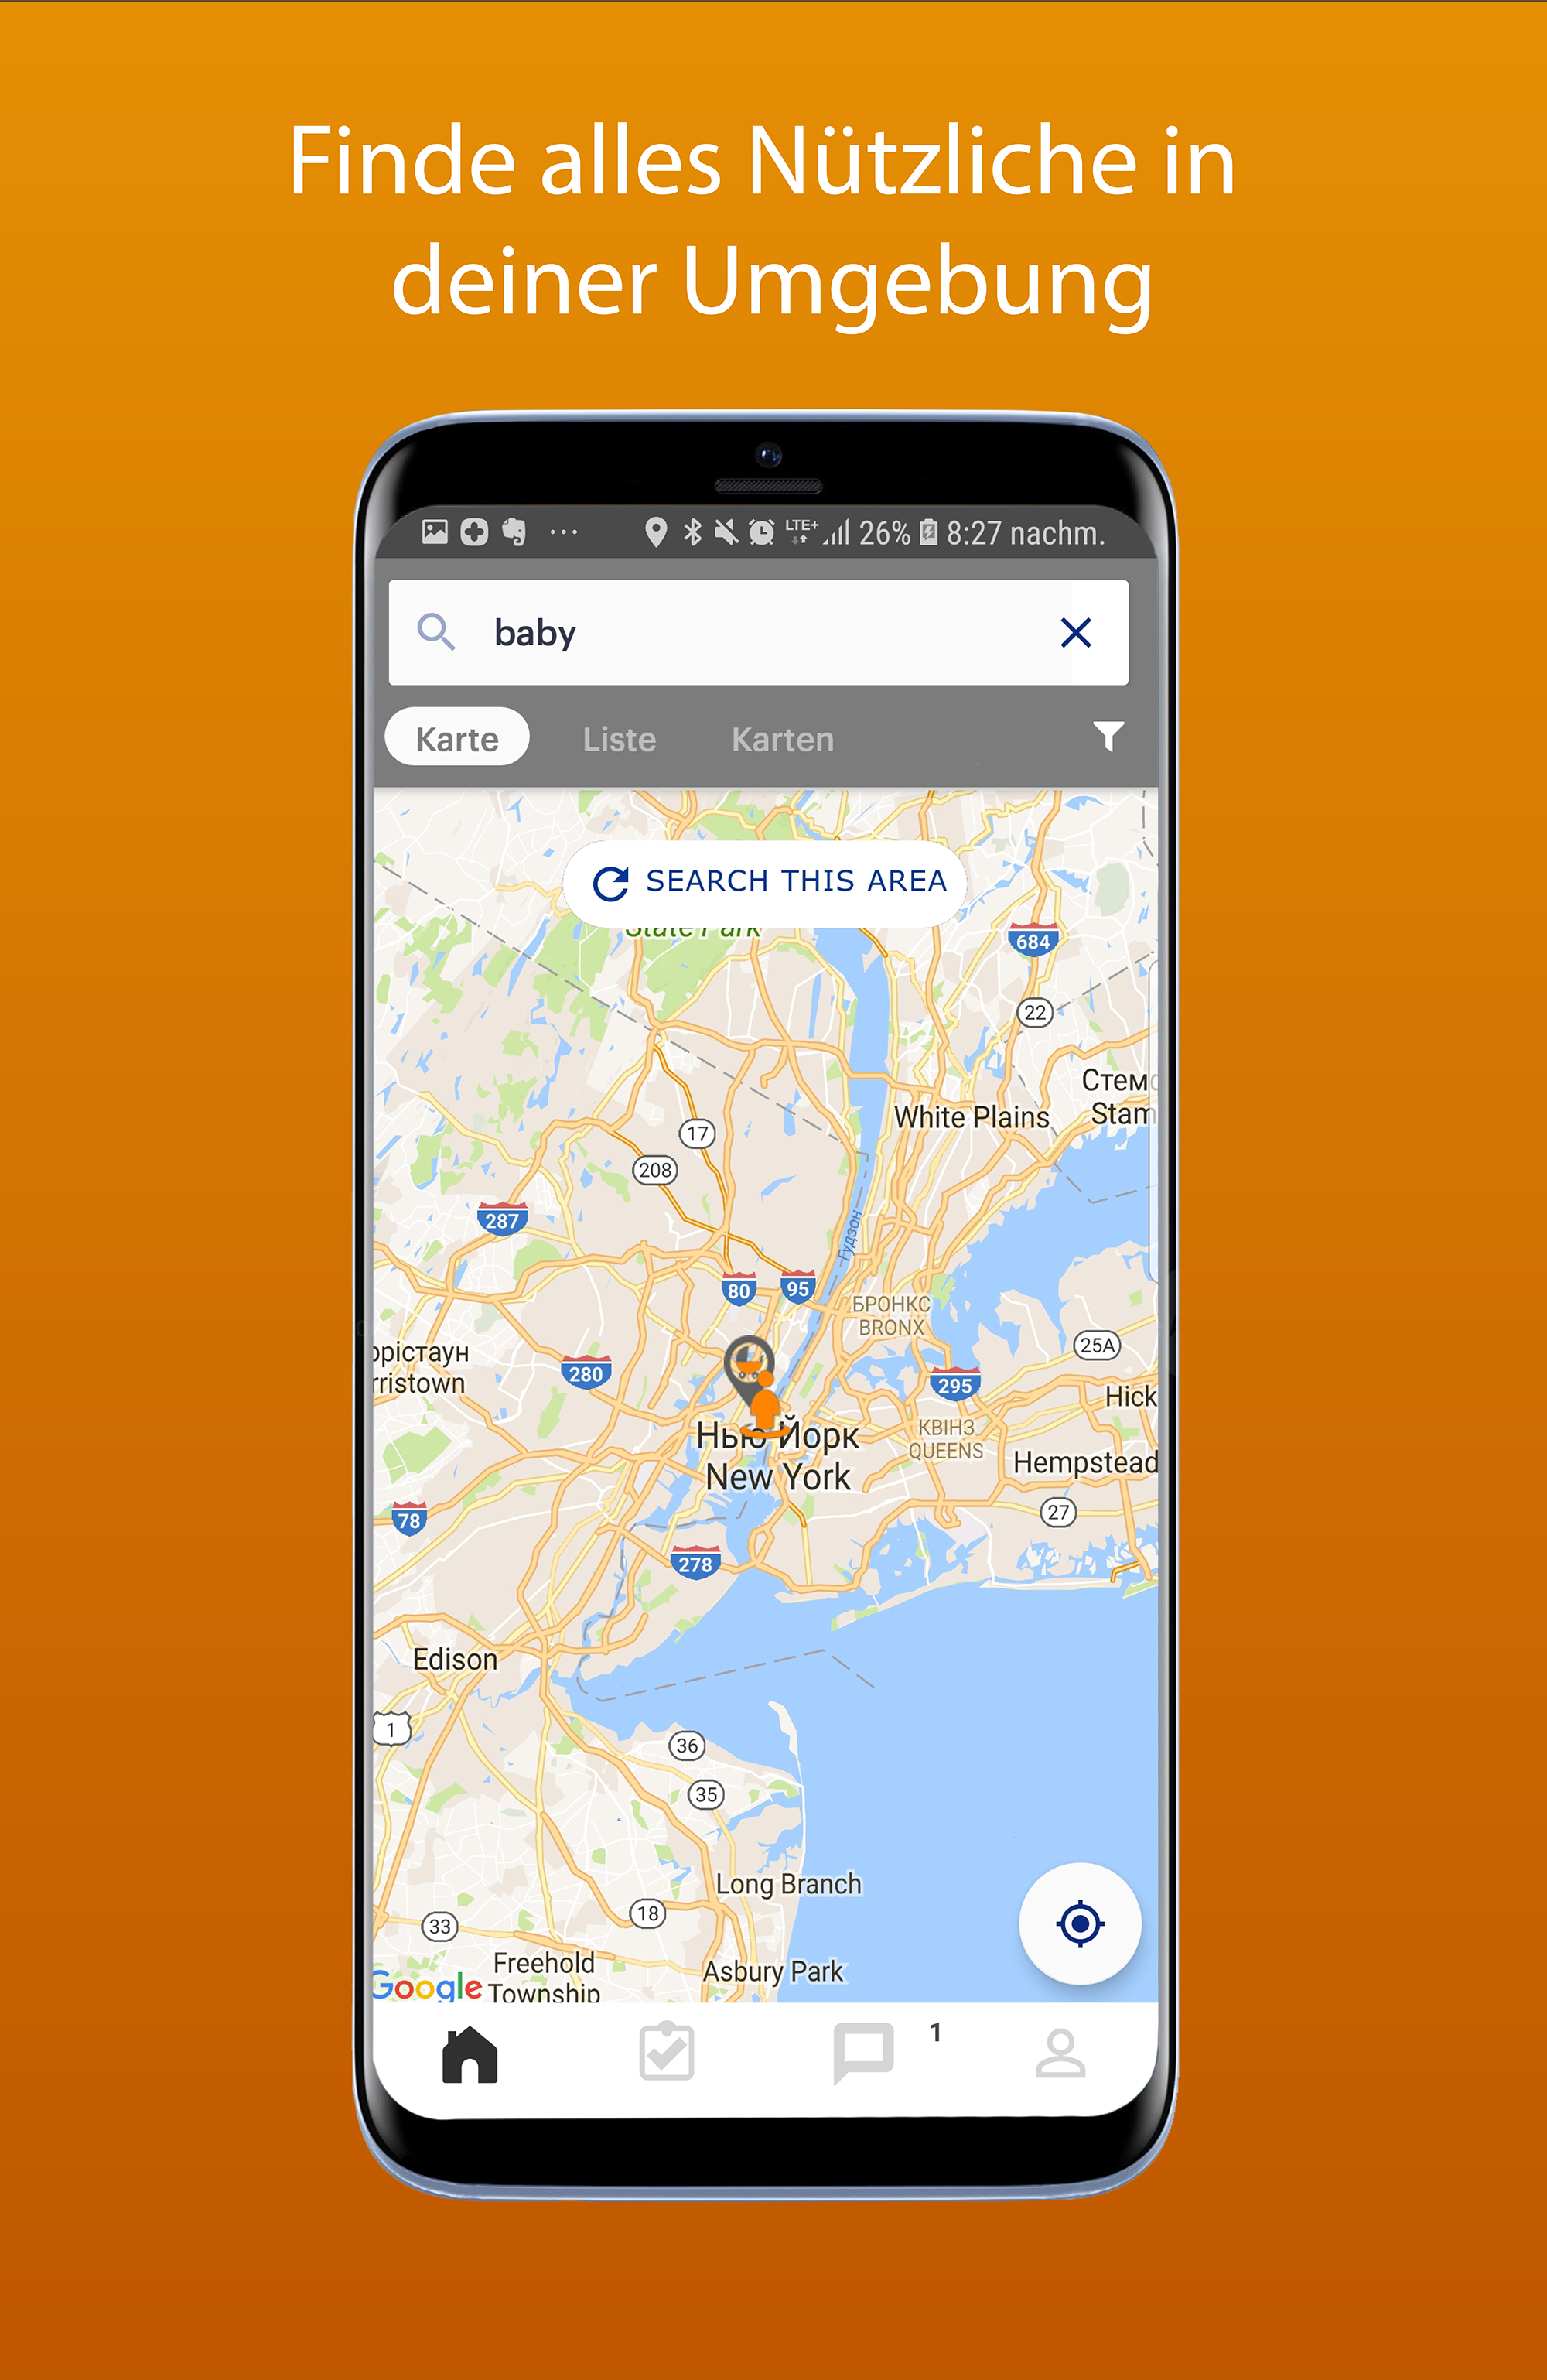 Finde alles Nützliche in
deiner Umgebung
LTE+ 26% 8:27 nachm.
baby
Karte Liste Karten
SEARCH THIS AREA
State Park
684
22
Стем
Stam
White Plains
17
208
287
Гудзон
80 95
БРОНКС
BRONX
25A
орістаун
rristown
280
295
Hick
Нью Йорк
New York
КВІНЗ
QUEENS
Hempstead
27
78
278
Edison
1
36
35
Long Branch
18
33
Freehold
Township
Asbury Park
Google
1